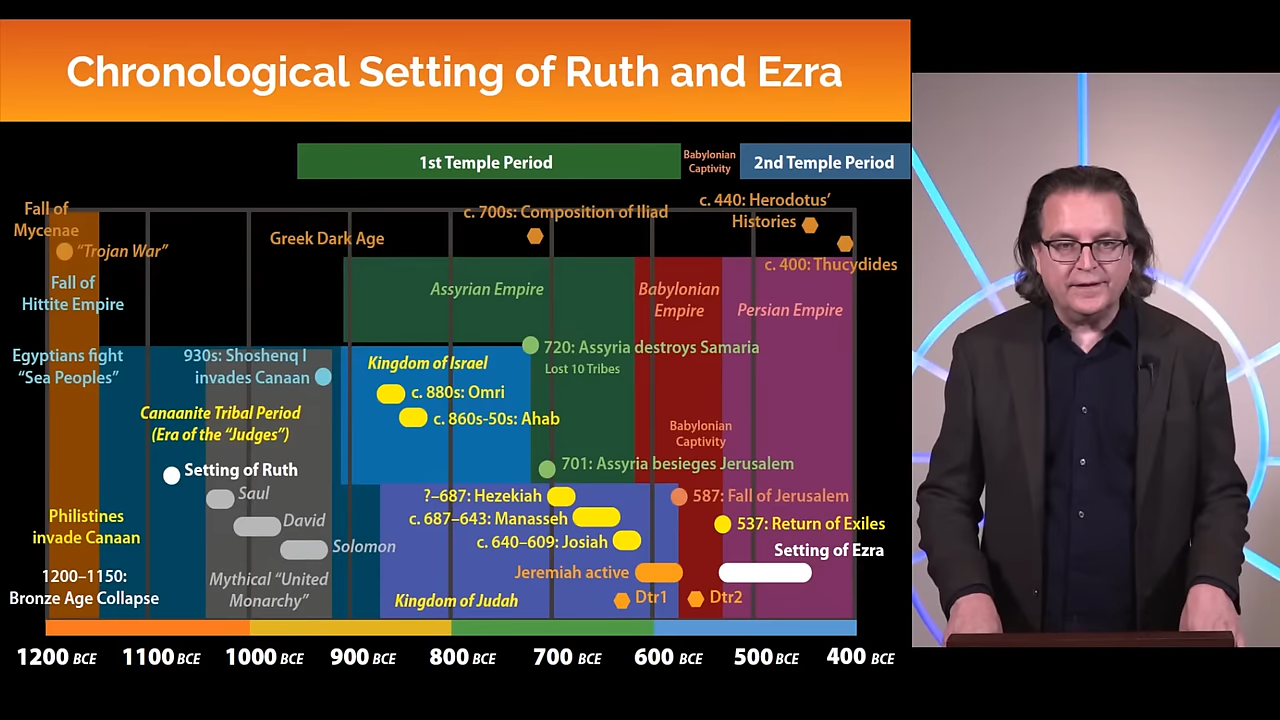 Chronological Setting of Ruth and Ezra
1st Temple Period
Babylonian
Captivity
2nd Temple Period
Fall of
Mycenae
"Trojan War"
Greek Dark Age
c. 700s: Composition of Iliad
c. 440: Herodotus'
Histories
c. 400: Thucydides
Fall of
Hittite Empire
Assyrian Empire
Babylonian
Empire
Persian Empire
Egyptians fight
"Sea Peoples"
930s: Shoshenq I
invades Canaan
Kingdom of Israel
720: Assyria destroys Samaria
Lost 10 Tribes
c. 880s: Omri
c. 860s-50s: Ahab
Canaanite Tribal Period
(Era of the "Judges")
Babylonian
Captivity
Setting of Ruth
701: Assyria besieges Jerusalem
Saul
?–687: Hezekiah
587: Fall of Jerusalem
Philistines
invade Canaan
David
c. 687–643: Manasseh
537: Return of Exiles
Solomon
c. 640–609: Josiah
Setting of Ezra
1200–1150:
Bronze Age Collapse
Mythical "United
Monarchy"
Jeremiah active
Kingdom of Judah
Dtr1
Dtr2
1200 BCE
1100 BCE
1000 BCE
900 BCE
800 BCE
700 BCE
600 BCE
500 BCE
400 BCE